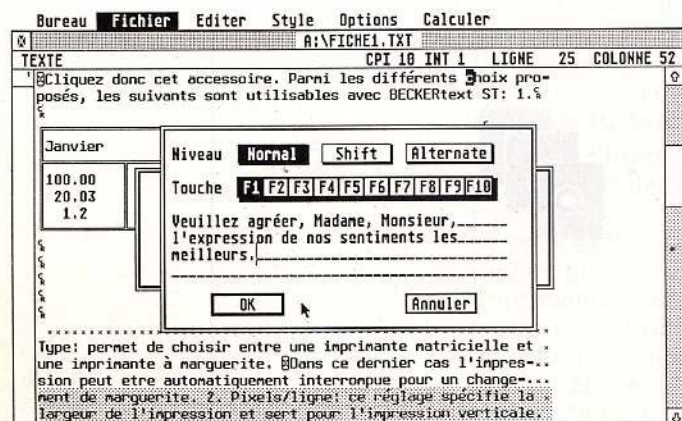 Bureau Fichier Editer Style Options Calculer
A:\FICHE1.TXT
TEXTE CPI 10 INT 1 LIGNE 25 COLONNE 52
Cliquez donc cet accessoire. Parmi les différents choix pro-
posés, les suivants sont utilisables avec BECKERtext ST: 1.
Janvier
100.00
20.03
1.2
Niveau Normal Shift Alternate
Touche F1 F2 F3 F4 F5 F6 F7 F8 F9 F10
Veuillez agréer, Madame, Monsieur,
l'expression de nos sentiments les
meilleurs.
OK Annuler
Type: permet de choisir entre une imprimante matricielle et
une imprimante à marguerite. Dans ce dernier cas l'impres-
sion peut etre automatiquement interrompue pour un change-
ment de marguerite. 2. Pixels/ligne: ce réglage spécifie la
largeur de l'impression et sert pour l'impression verticale.